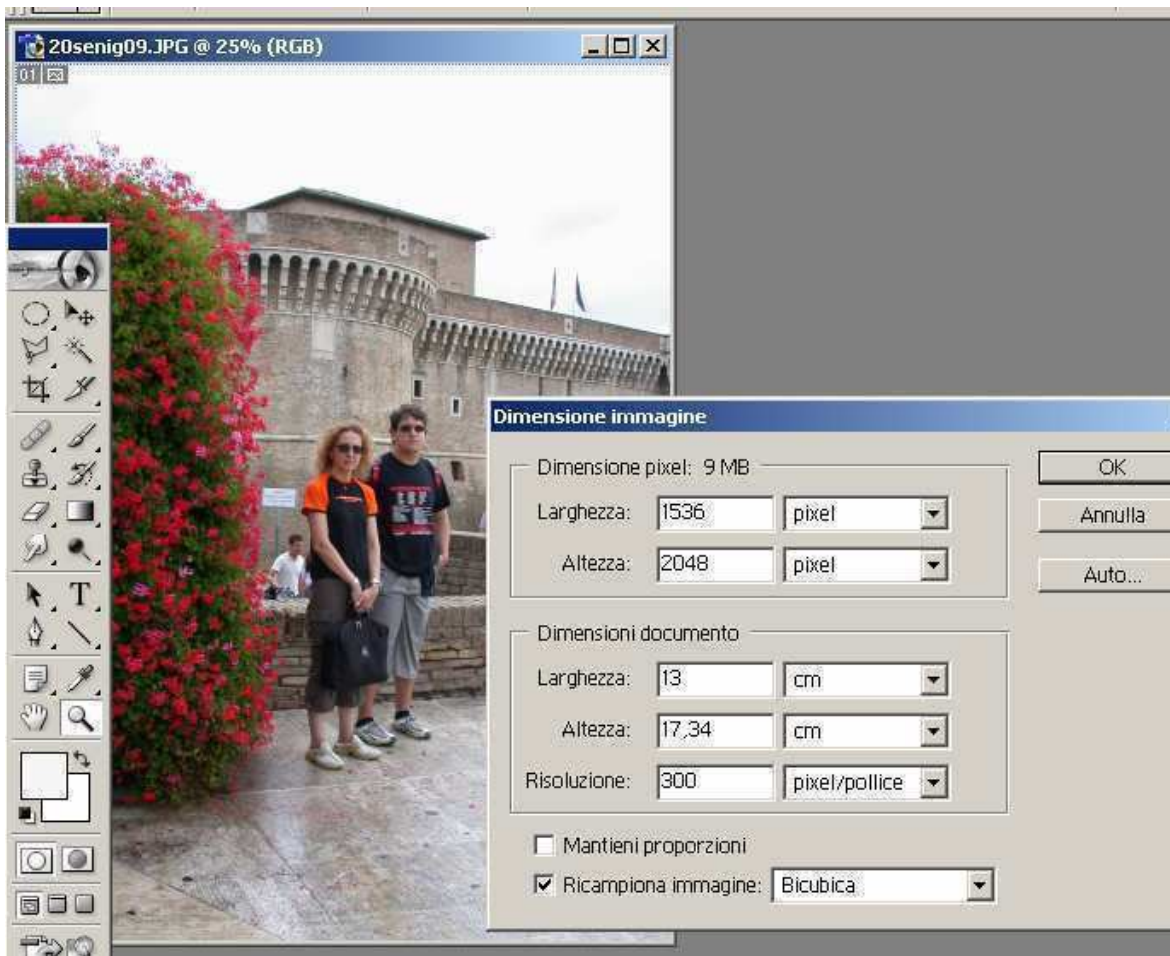 20senig09.JPG @ 25% (RGB)
01
Dimensione immagine
Dimensione pixel: 9 MB
Larghezza: 1536 pixel
Altezza: 2048 pixel
Dimensioni documento
Larghezza: 13 cm
Altezza: 17,34 cm
Risoluzione: 300 pixel/pollice
Mantieni proporzioni
Ricampiona immagine: Bicubica
OK
Annulla
Auto...
T